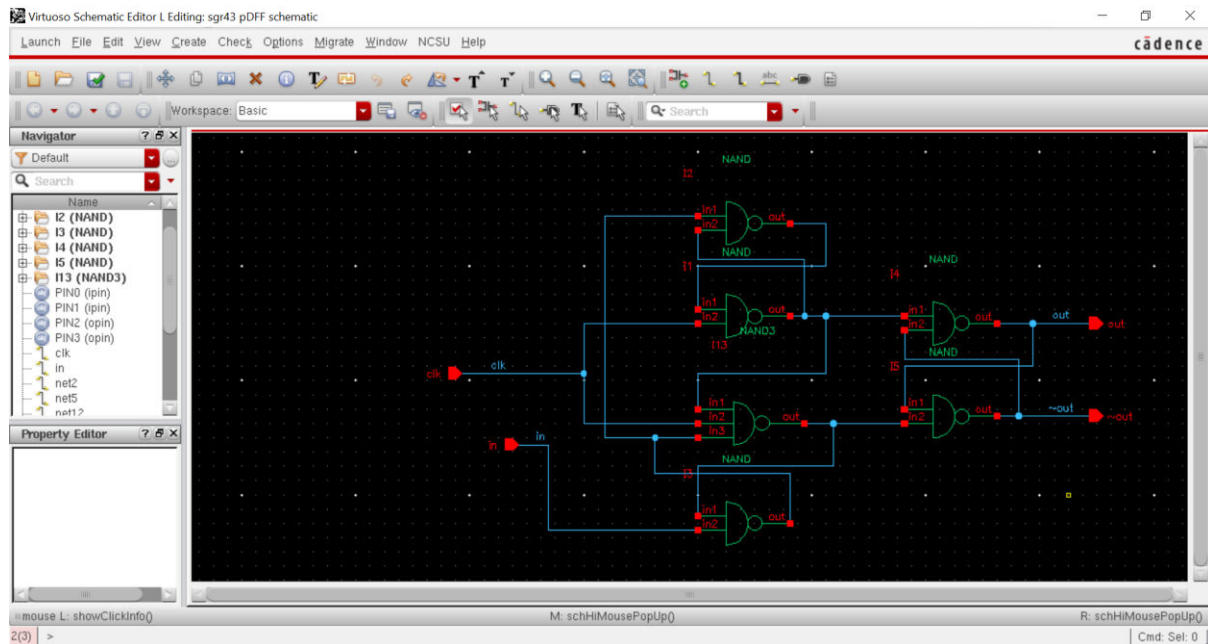 Virtuoso Schematic Editor L Editing: sgr43 pDFF schematic
Launch File Edit View Create Check Options Migrate Window NCSU Help
cādence
Workspace: Basic
Search
Navigator
Default
Search
Name
I2 (NAND)
I3 (NAND)
I4 (NAND)
I5 (NAND)
I13 (NAND3)
PIN0 (ipin)
PIN1 (ipin)
PIN2 (opin)
PIN3 (opin)
clk
in
net2
net5
net12
Property Editor
NAND
I2
in1
in2
out
NAND
I1
in1
in2
out
NAND3
I13
in1
in2
in3
out
NAND
I3
in1
in2
out
NAND
I4
in1
in2
out
NAND
I5
in1
in2
out
clk clk
in in
out out
~out ~out
mouse L: showClickInfo() M: schHiMousePopUp() R: schHiMousePopUp()
2(3) > Cmd: Sel: 0